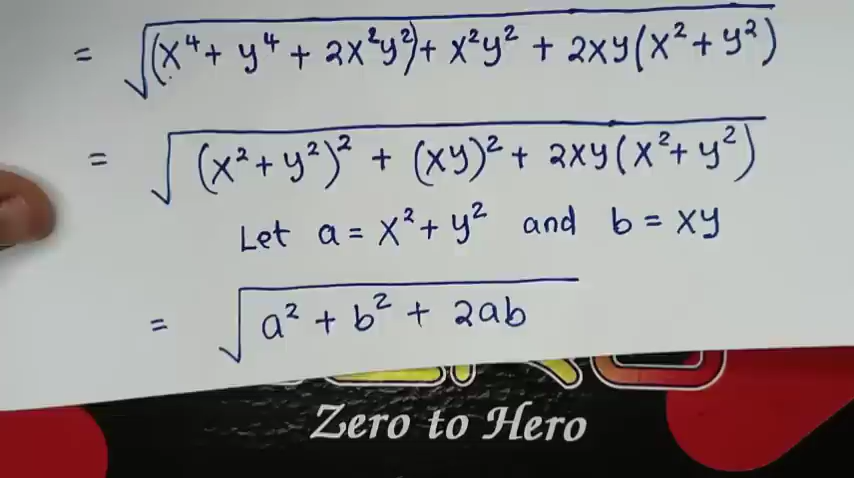 = √(x⁴ + y⁴ + 2x²y²) + x²y² + 2xy(x² + y²)
= √(x² + y²)² + (xy)² + 2xy(x² + y²)
Let a = x² + y² and b = xy
= √a² + b² + 2ab
Zero to Hero